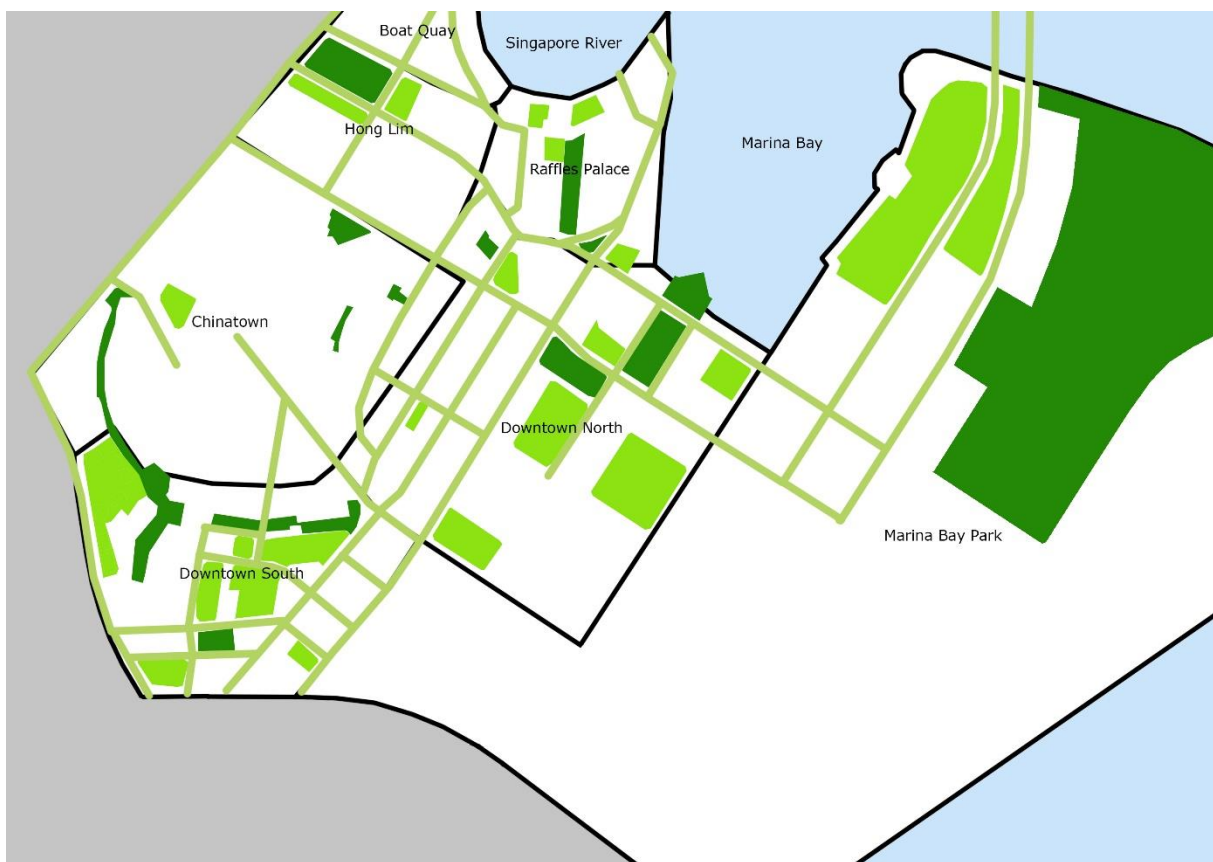 Boat Quay
Singapore River
Hong Lim
Marina Bay
Raffles Palace
Chinatown
Downtown North
Marina Bay Park
Downtown South